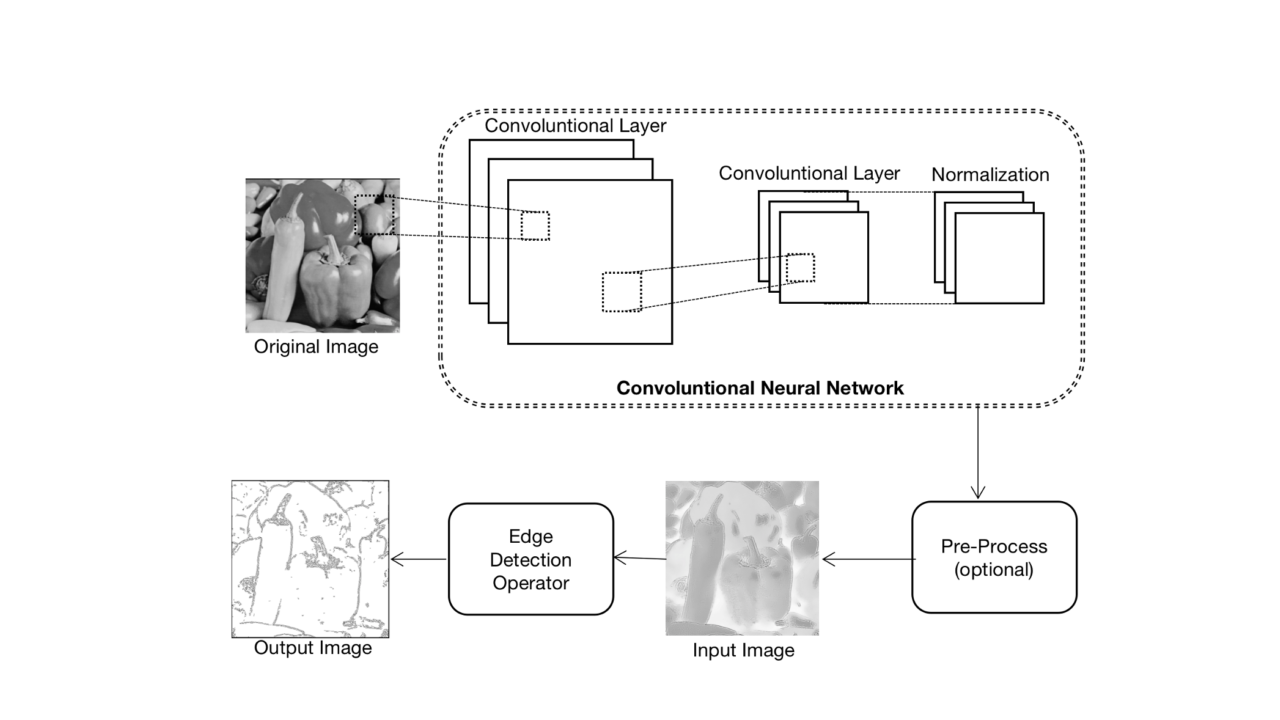 Convoluntional Layer
Convoluntional Layer
Normalization
Original Image
Convoluntional Neural Network
Edge
Detection
Operator
Pre-Process
(optional)
Output Image
Input Image